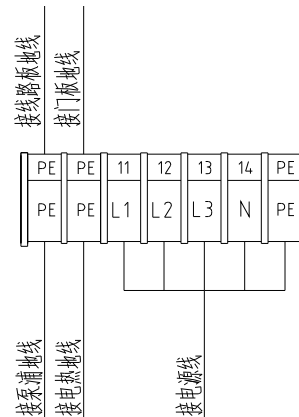 接线路板地线
接门板地线
PE PE 11 12 13 14 PE
PE PE L1 L2 L3 N PE
接泵浦地线
接电热地线
接电源线